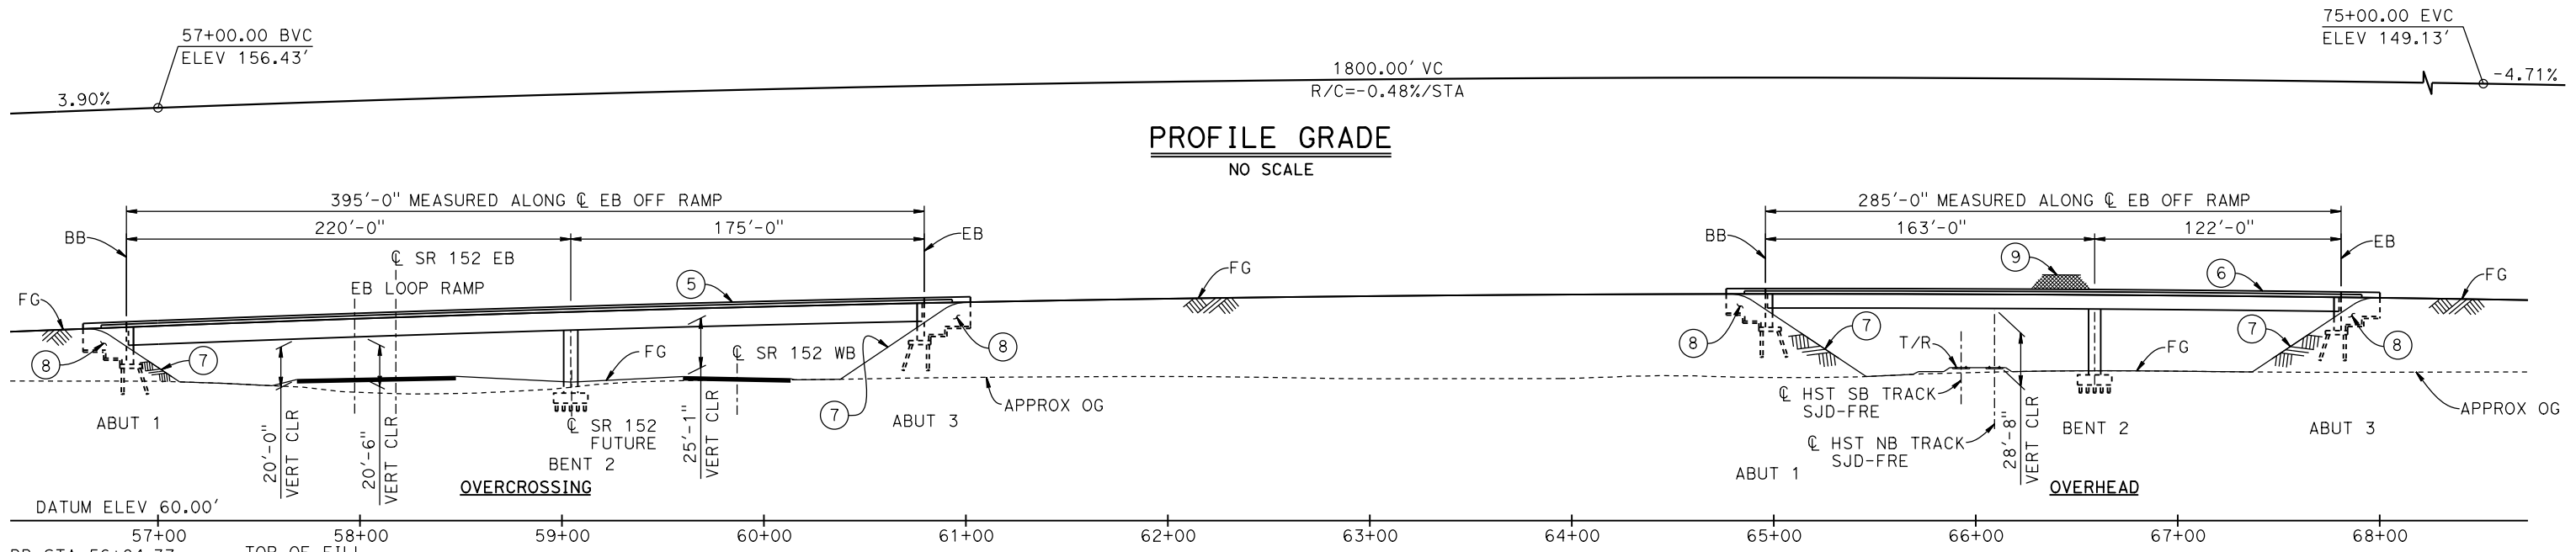 57+00.00 BVC
ELEV 156.43'
75+00.00 EVC
ELEV 149.13'
3.90%
1800.00' VC
R/C=-0.48%/STA
-4.71%
PROFILE GRADE
NO SCALE
395'-0" MEASURED ALONG ℄ EB OFF RAMP
220'-0"
175'-0"
BB
EB
℄ SR 152 EB
EB LOOP RAMP
5
FG
FG
285'-0" MEASURED ALONG ℄ EB OFF RAMP
163'-0"
122'-0"
BB
EB
9
6
FG
8
7
FG
℄ SR 152 WB
8
7
8
7
T/R
FG
7
8
ABUT 1
20'-0"
VERT CLR
20'-6"
VERT CLR
℄ SR 152
FUTURE
BENT 2
25'-1"
VERT CLR
ABUT 3
APPROX OG
OVERCROSSING
℄ HST SB TRACK
SJD-FRE
℄ HST NB TRACK
SJD-FRE
28'-8"
VERT CLR
BENT 2
ABUT 3
APPROX OG
ABUT 1
OVERHEAD
DATUM ELEV 60.00'
57+00 58+00 59+00 60+00 61+00 62+00 63+00 64+00 65+00 66+00 67+00 68+00
TOP OF FILL